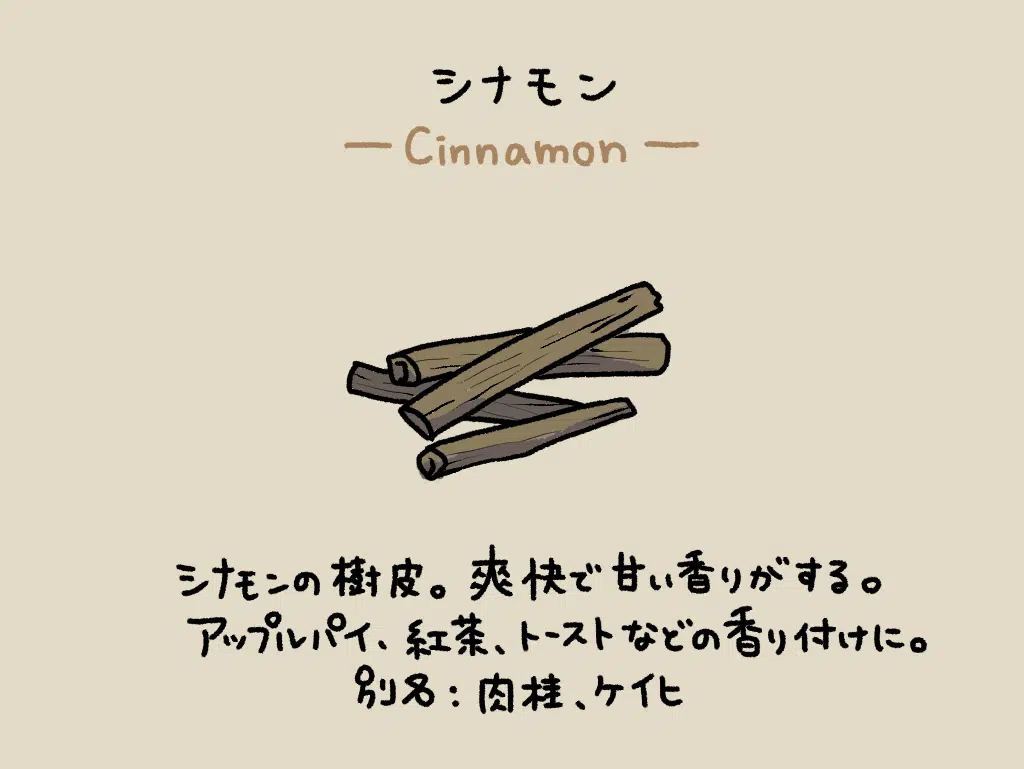 シナモン
— Cinnamon —
シナモンの樹皮。爽快で甘い香りがする。
アップルパイ、紅茶、トーストなどの香り付けに。
別名：肉桂、ケイヒ